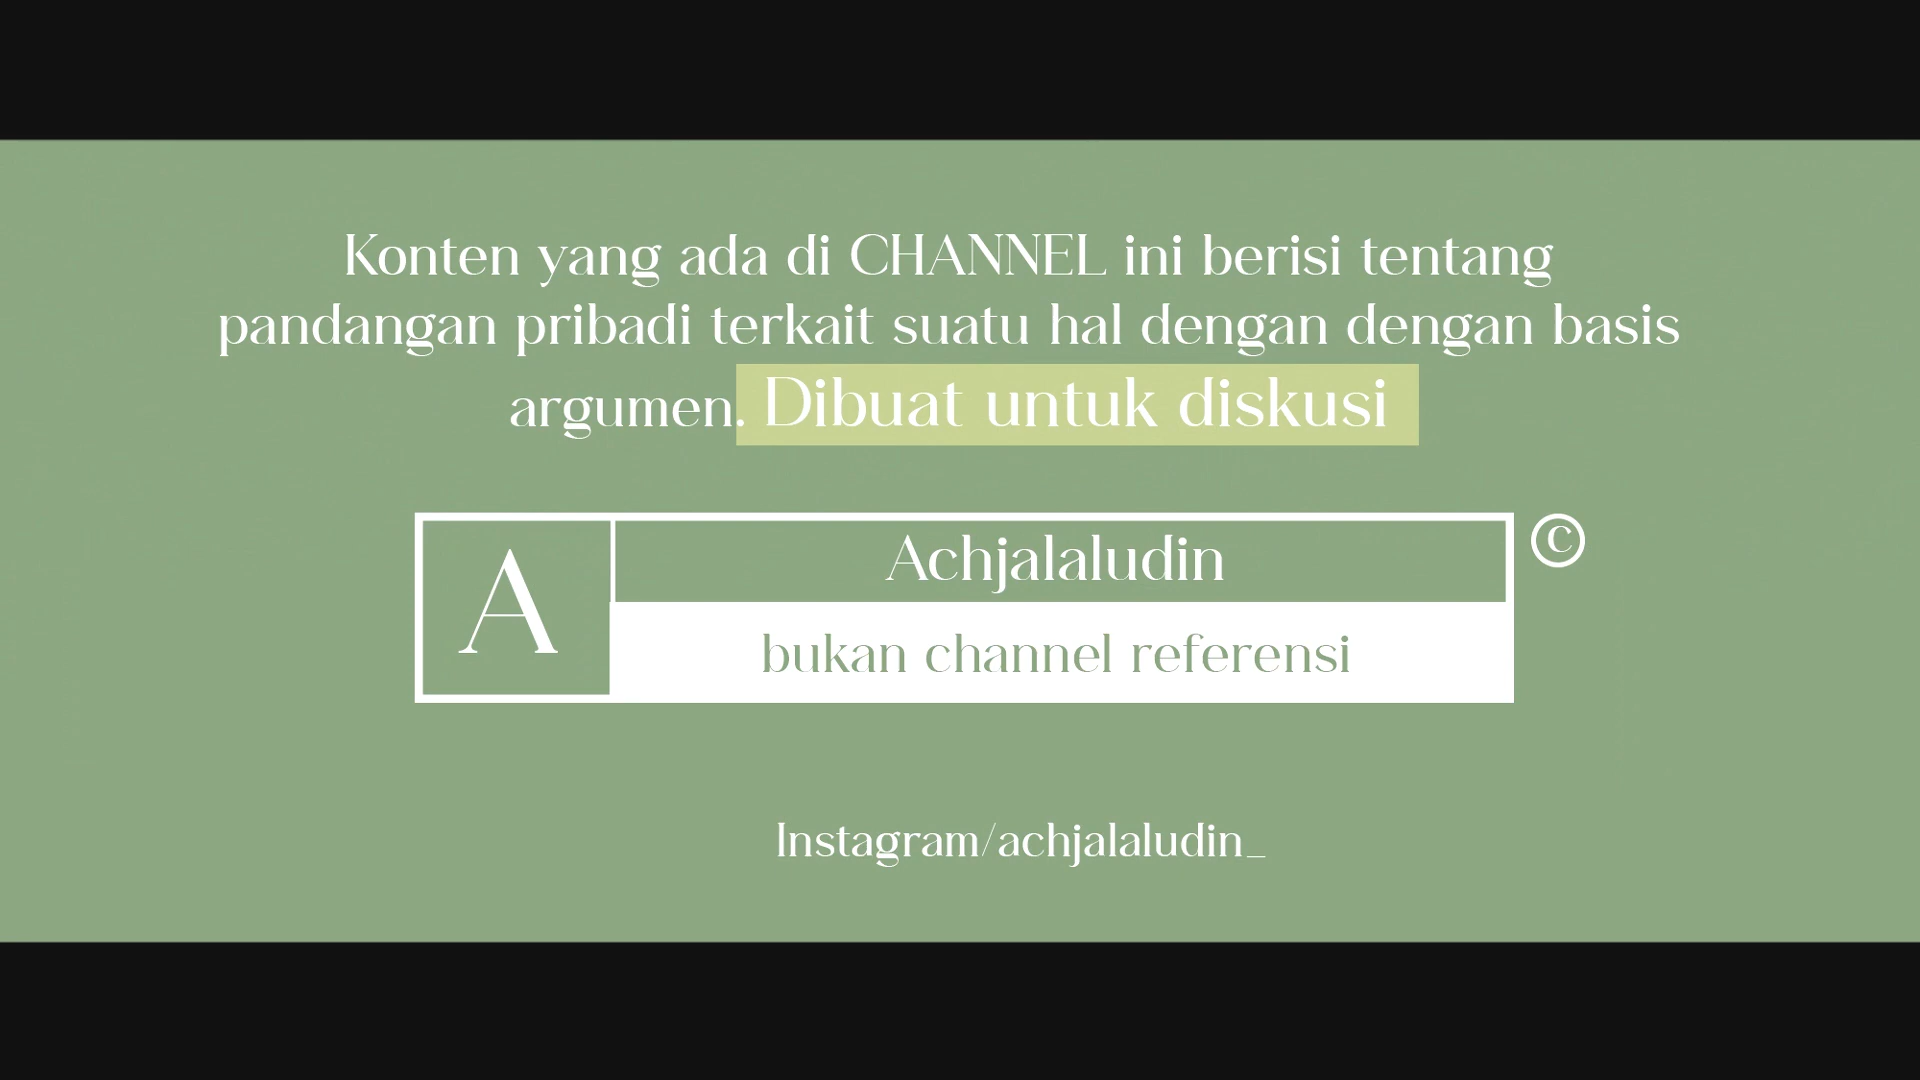 Konten yang ada di CHANNEL ini berisi tentang
pandangan pribadi terkait suatu hal dengan dengan basis
argumen. Dibuat untuk diskusi
A
Achjalaludin
©
bukan channel referensi
Instagram/achjalaludin_